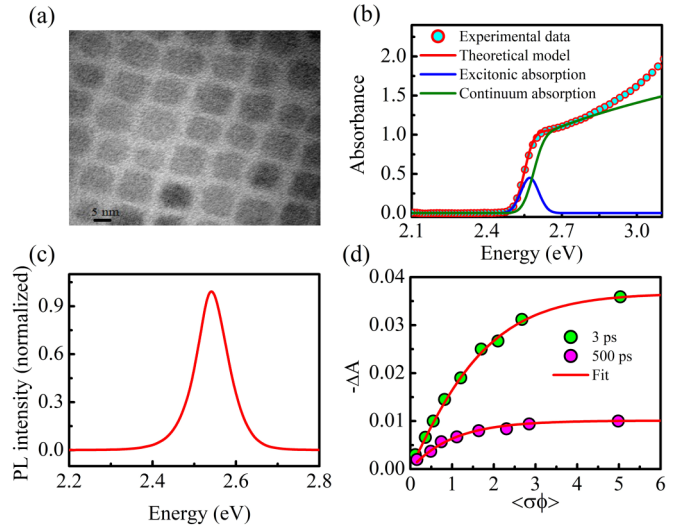 (a)
5 nm
(b)
Experimental data
Theoretical model
Excitonic absorption
Continuum absorption
2.0
1.5
1.0
0.5
0.0
Absorbance
2.1 2.4 2.7 3.0
Energy (eV)
(c)
0.9
0.6
0.3
0.0
PL intensity (normalized)
2.2 2.4 2.6 2.8
Energy (eV)
(d)
0.04
0.03
0.02
0.01
0.00
-ΔA
3 ps
500 ps
Fit
0 1 2 3 4 5 6
<σϕ>